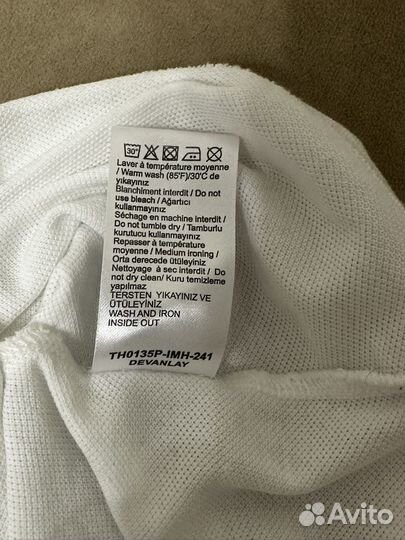 30°
Laver à température moyenne
/ Warm wash (85°F)/30°C de
yıkayınız
Blanchiment interdit / Do not
use bleach / Ağartıcı
kullanmayınız
Séchage en machine interdit /
Do not tumble dry / Tamburlu
kurutucu kullanmayınız
Repasser à température
moyenne / Medium ironing /
Orta derecede ütüleyiniz
Nettoyage à sec interdit / Do
not dry clean/ Kuru temizleme
yapılmaz
TERSTEN YIKAYINIZ VE
ÜTÜLEYİNİZ
WASH AND IRON
INSIDE OUT
TH0135P-IMH-241
DEVANLAY
Avito